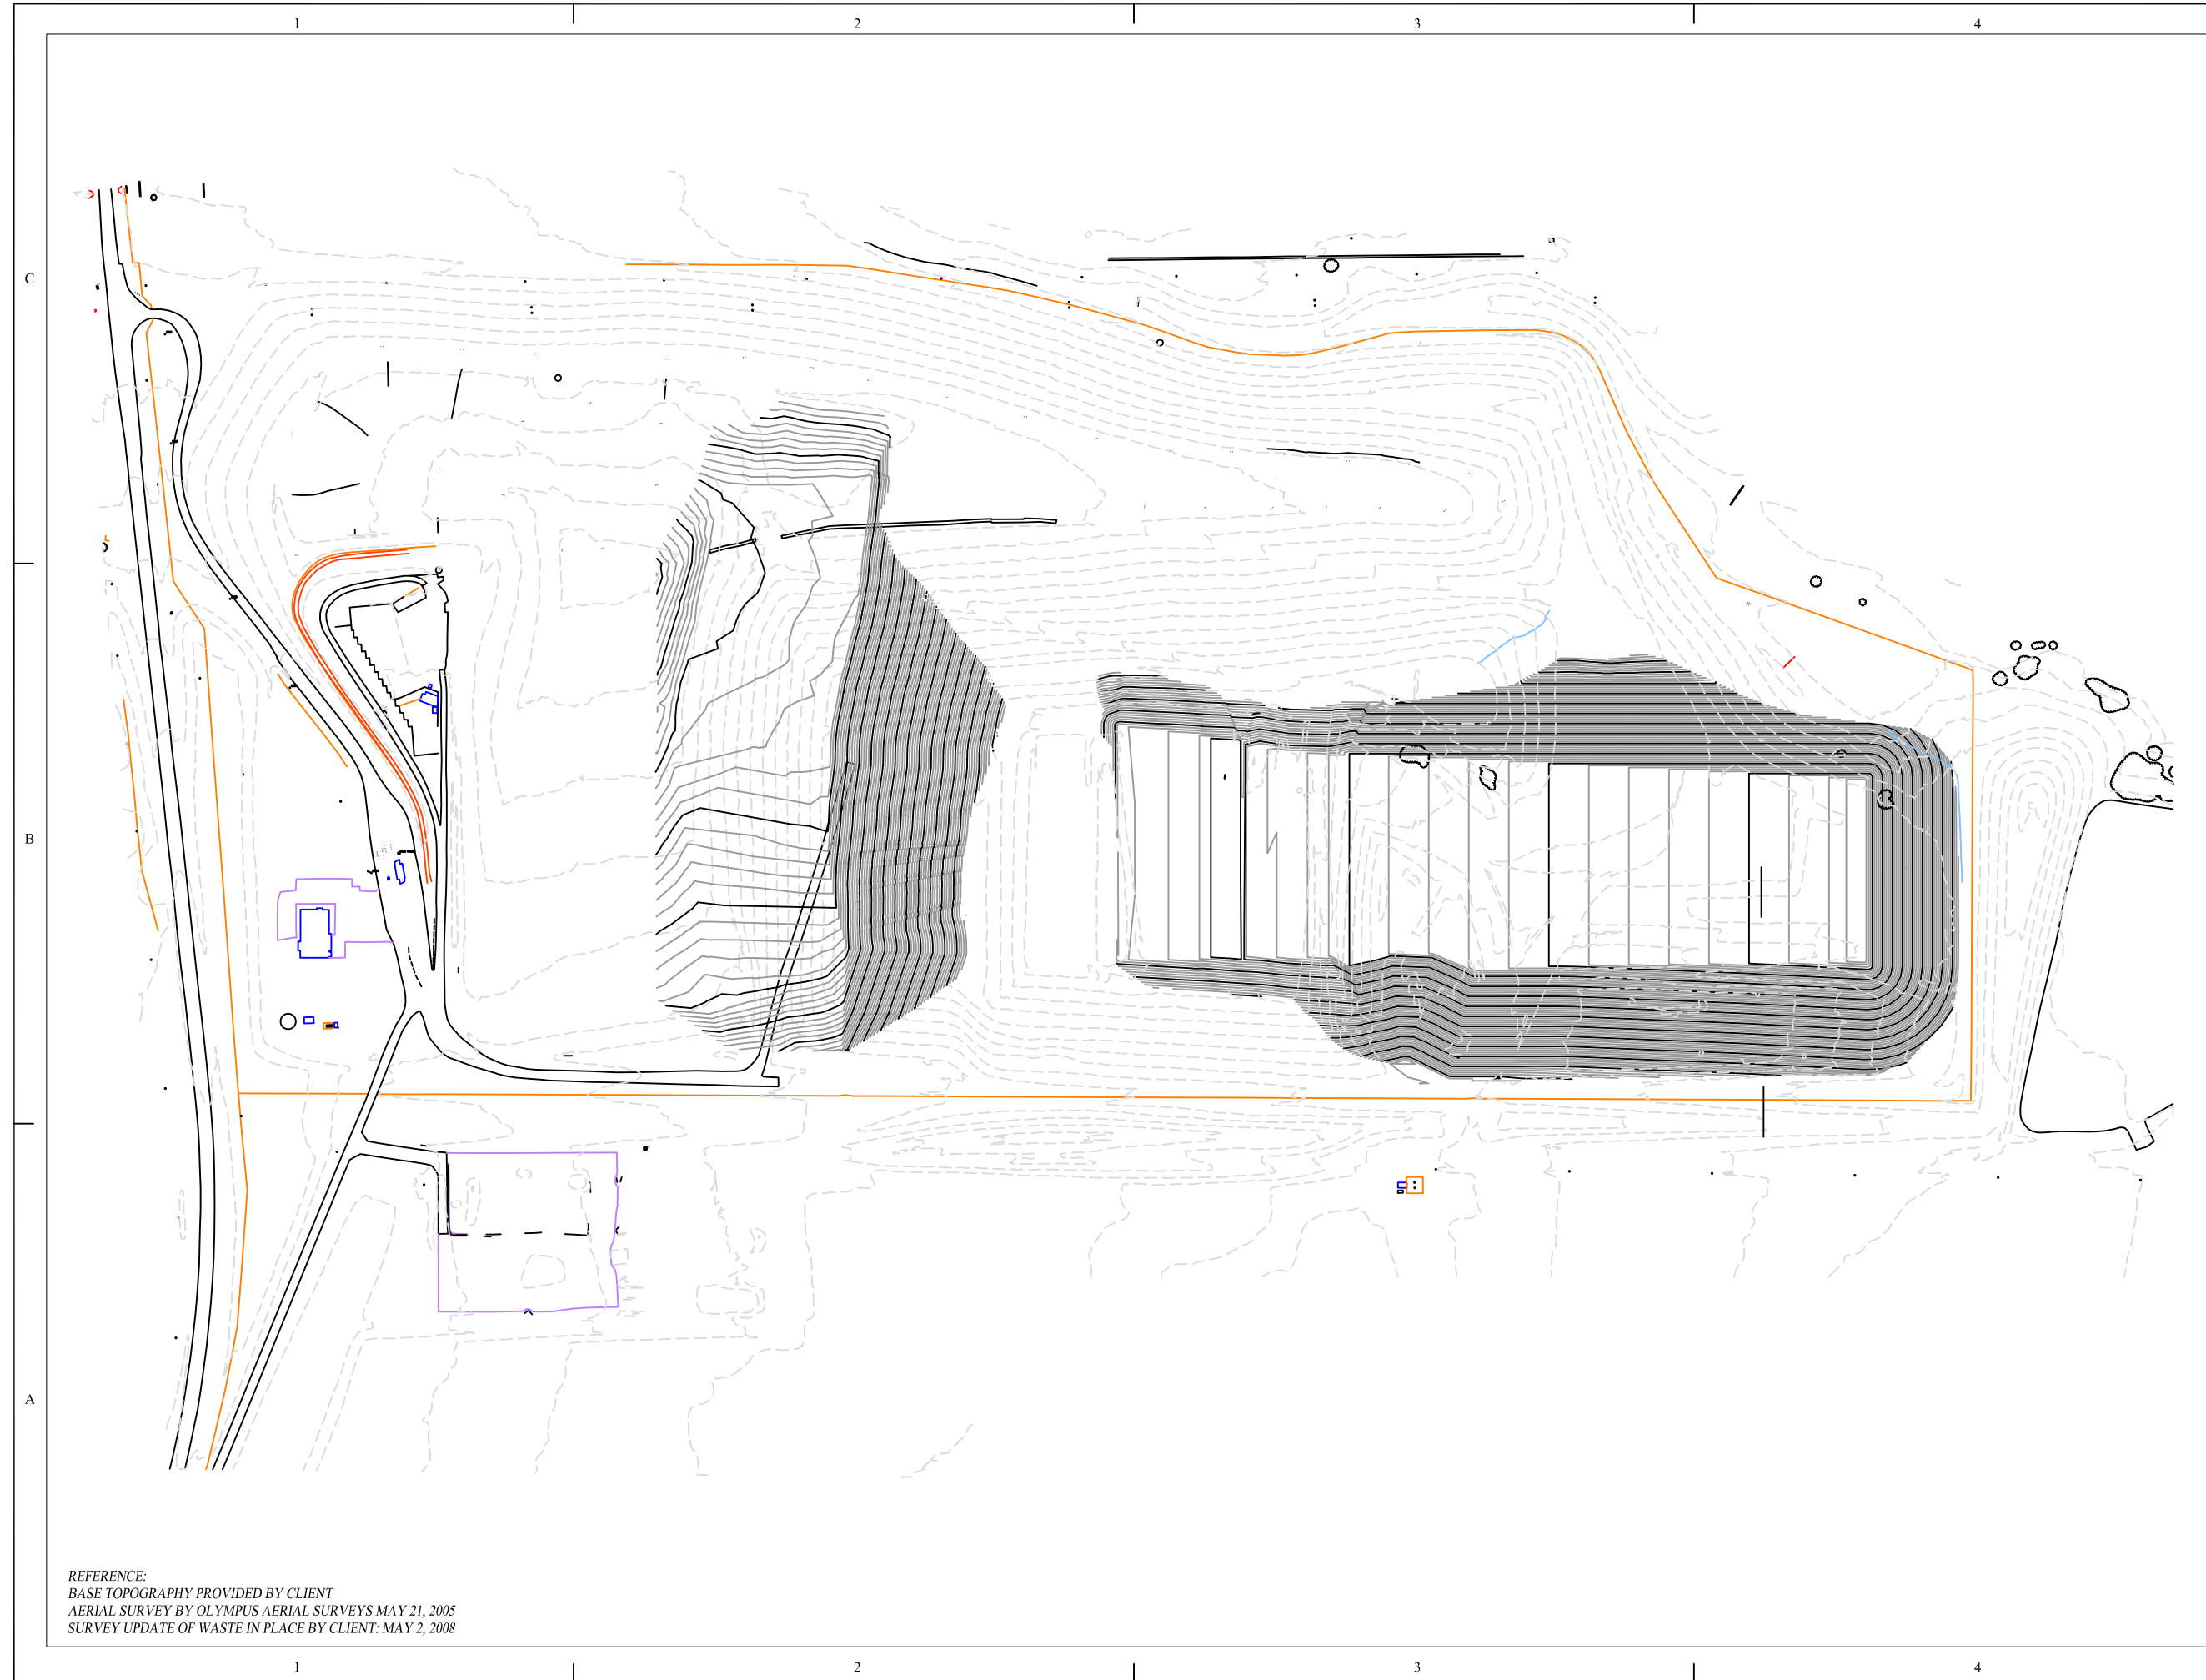 1 2 3 4
C
B
A
REFERENCE:
BASE TOPOGRAPHY PROVIDED BY CLIENT
AERIAL SURVEY BY OLYMPUS AERIAL SURVEYS MAY 21, 2005
SURVEY UPDATE OF WASTE IN PLACE BY CLIENT: MAY 2, 2008
1 2 3 4